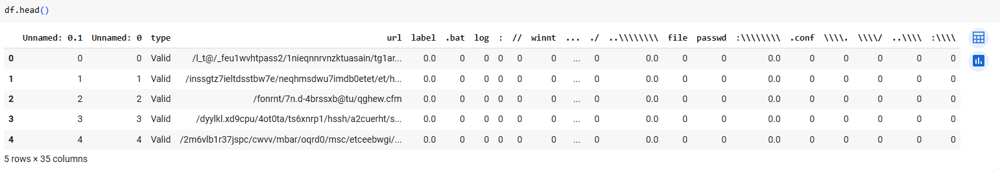 df.head()
Unnamed: 0.1 Unnamed: 0 type url label .bat log : // winnt ... ./ ..\\\\\\\\ file passwd :\\\\\\\\ .conf \\\\. \\\\/ ..\\\\ :\\\\
0 0 0 Valid /l_t@/_feu1wvhtpass2/1nieqnnrvnzktuasain/tg1ar... 0.0 0 0 0 0 0 ... 0 0.0 0 0 0.0 0 0 0 0 0
1 1 1 Valid /inssgtz7ieltdsstbw7e/neqhmsdwu7imdb0etet/et/h... 0.0 0 0 0 0 0 ... 0 0.0 0 0 0.0 0 0 0 0 0
2 2 2 Valid /fonrnt/7n.d-4brssxb@tu/qghew.cfm 0.0 0 0 0 0 0 ... 0 0.0 0 0 0.0 0 0 0 0 0
3 3 3 Valid /dyylkl.xd9cpu/4ot0ta/ts6xnrp1/hssh/a2cuerht/s... 0.0 0 0 0 0 0 ... 0 0.0 0 0 0.0 0 0 0 0 0
4 4 4 Valid /2m6vlb1r37jspc/cwvv/mbar/oqrd0/msc/etceebwgi/... 0.0 0 0 0 0 0 ... 0 0.0 0 0 0.0 0 0 0 0 0
5 rows × 35 columns